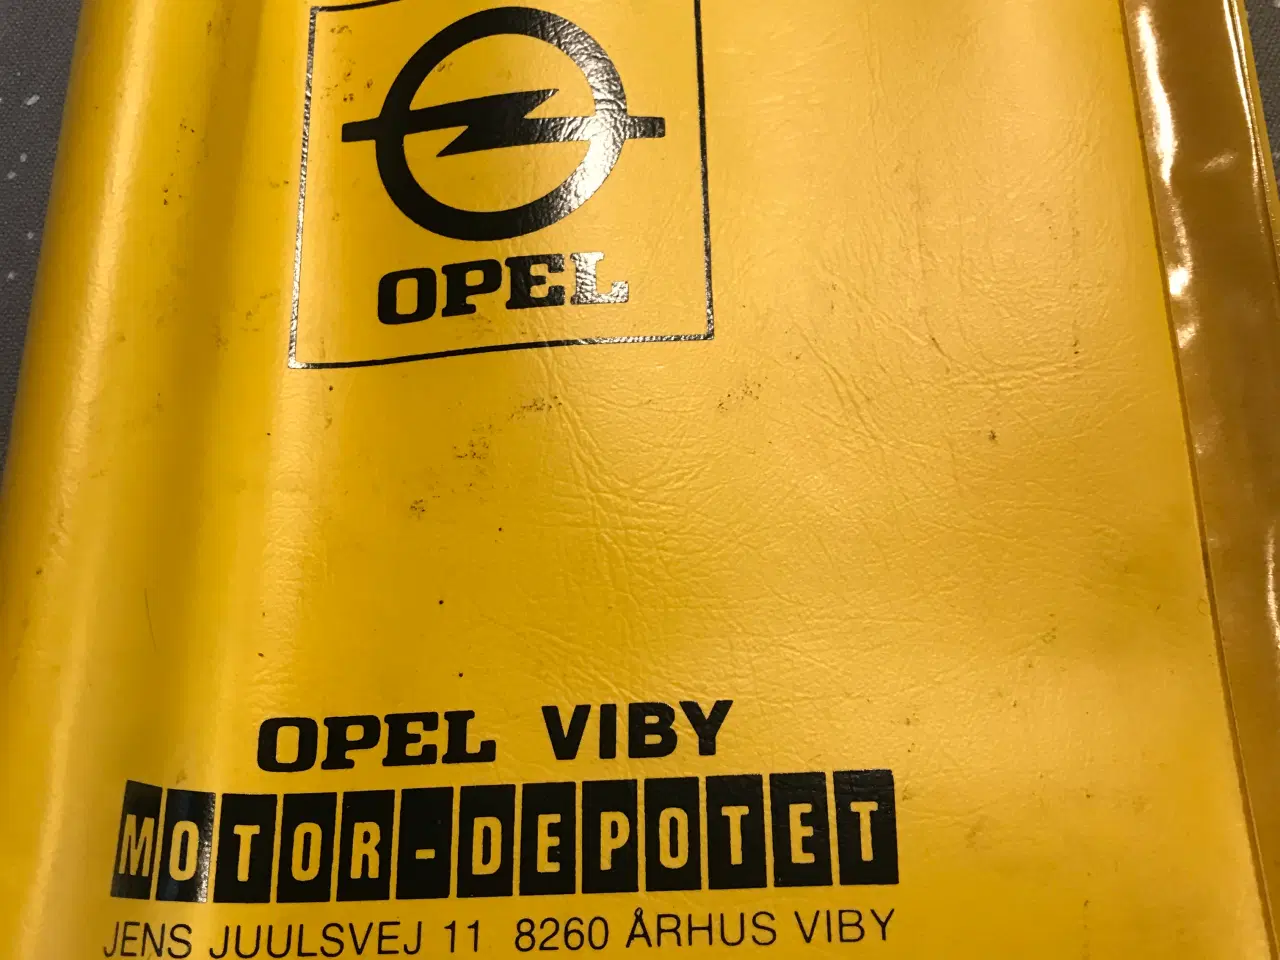 OPEL
OPEL VIBY
MOTOR-DEPOTET
JENS JUULSVEJ 11 8260 ÅRHUS VIBY